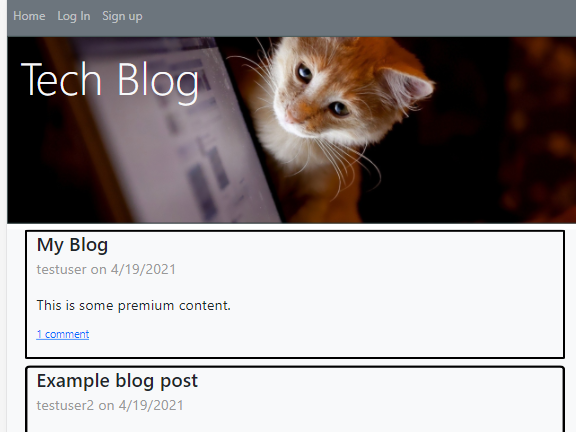 Home Log In Sign up
Tech Blog
My Blog
testuser on 4/19/2021
This is some premium content.
1 comment
Example blog post
testuser2 on 4/19/2021